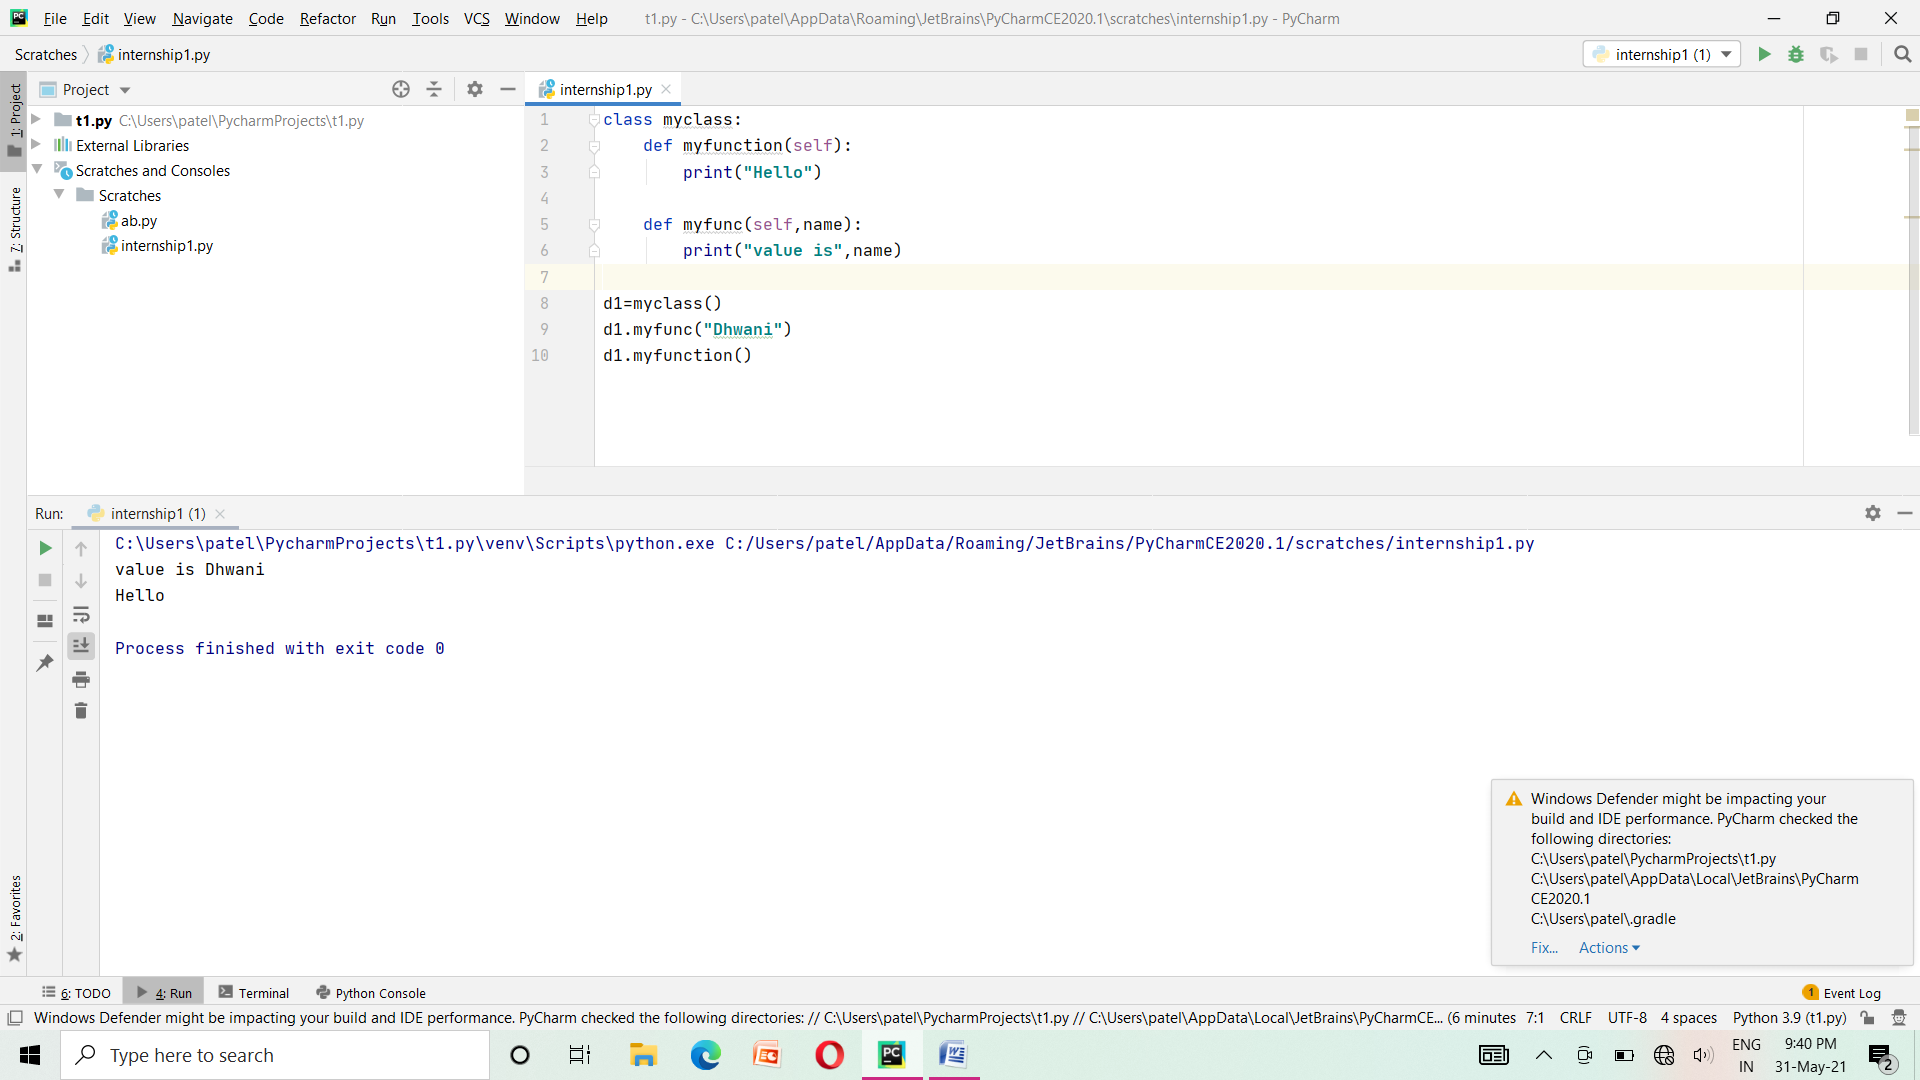 File Edit View Navigate Code Refactor Run Tools VCS Window Help t1.py - C:\Users\patel\AppData\Roaming\JetBrains\PyCharmCE2020.1\scratches\internship1.py - PyCharm
Scratches internship1.py internship1 (1)
1: Project
7: Structure
2: Favorites
Project
t1.py C:\Users\patel\PycharmProjects\t1.py
External Libraries
Scratches and Consoles
Scratches
ab.py
internship1.py
internship1.py
1 class myclass:
2     def myfunction(self):
3         print("Hello")
4
5     def myfunc(self,name):
6         print("value is",name)
7
8 d1=myclass()
9 d1.myfunc("Dhwani")
10 d1.myfunction()
Run: internship1 (1)
C:\Users\patel\PycharmProjects\t1.py\venv\Scripts\python.exe C:/Users/patel/AppData/Roaming/JetBrains/PyCharmCE2020.1/scratches/internship1.py
value is Dhwani
Hello
Process finished with exit code 0
Windows Defender might be impacting your
build and IDE performance. PyCharm checked the
following directories:
C:\Users\patel\PycharmProjects\t1.py
C:\Users\patel\AppData\Local\JetBrains\PyCharm
CE2020.1
C:\Users\patel\.gradle
Fix... Actions
6: TODO 4: Run Terminal Python Console 1 Event Log
Windows Defender might be impacting your build and IDE performance. PyCharm checked the following directories: // C:\Users\patel\PycharmProjects\t1.py // C:\Users\patel\AppData\Local\JetBrains\PyCharmCE... (6 minutes 7:1 CRLF UTF-8 4 spaces Python 3.9 (t1.py)
Type here to search
ENG
IN
9:40 PM
31-May-21
2